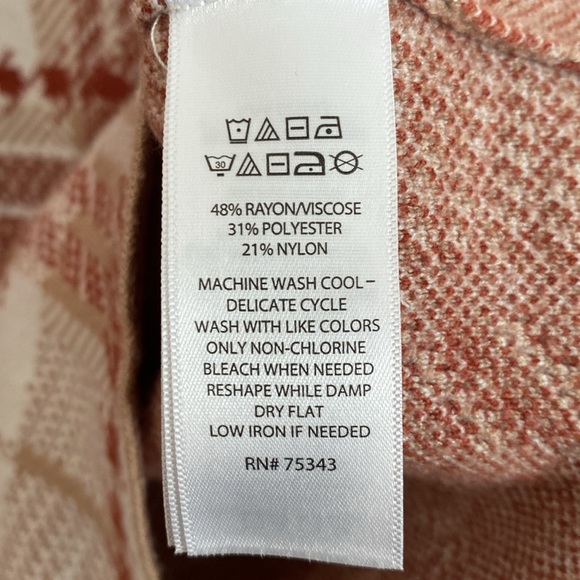 30
48% RAYON/VISCOSE
31% POLYESTER
21% NYLON
MACHINE WASH COOL –
DELICATE CYCLE
WASH WITH LIKE COLORS
ONLY NON-CHLORINE
BLEACH WHEN NEEDED
RESHAPE WHILE DAMP
DRY FLAT
LOW IRON IF NEEDED
RN# 75343